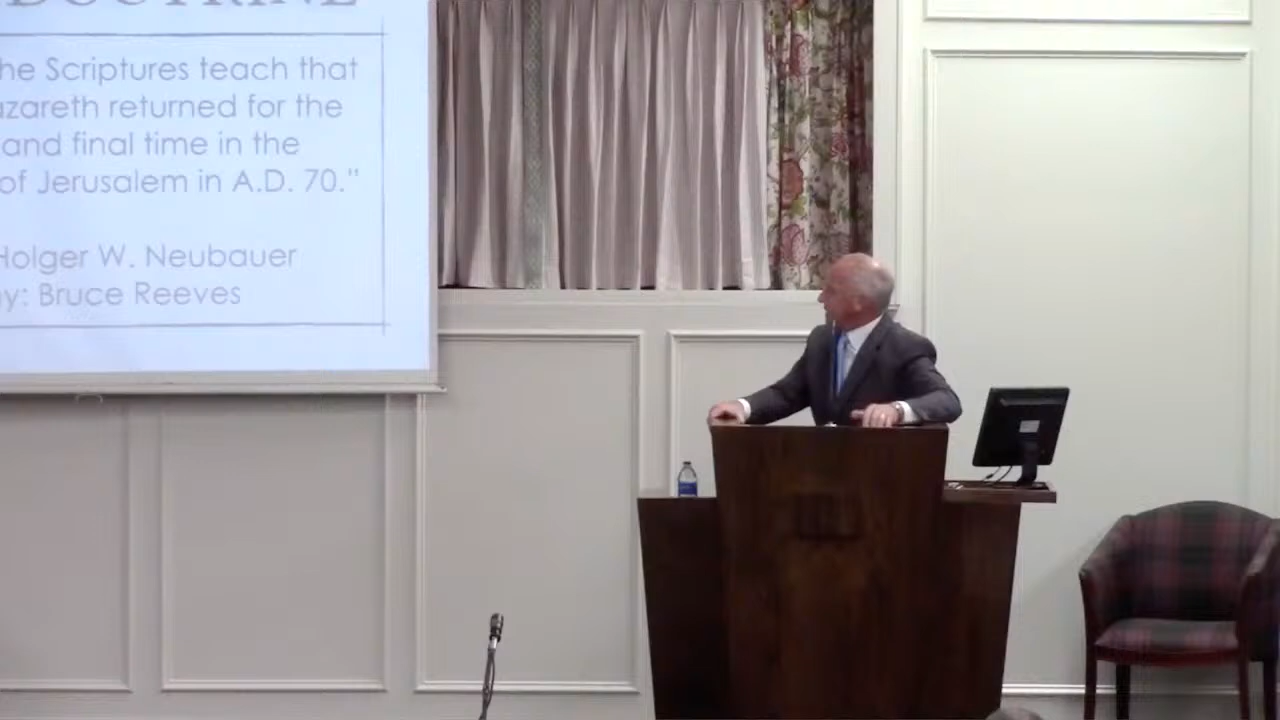 DOCTRINE
he Scriptures teach that
azareth returned for the
and final time in the
of Jerusalem in A.D. 70."
Holger W. Neubauer
y: Bruce Reeves